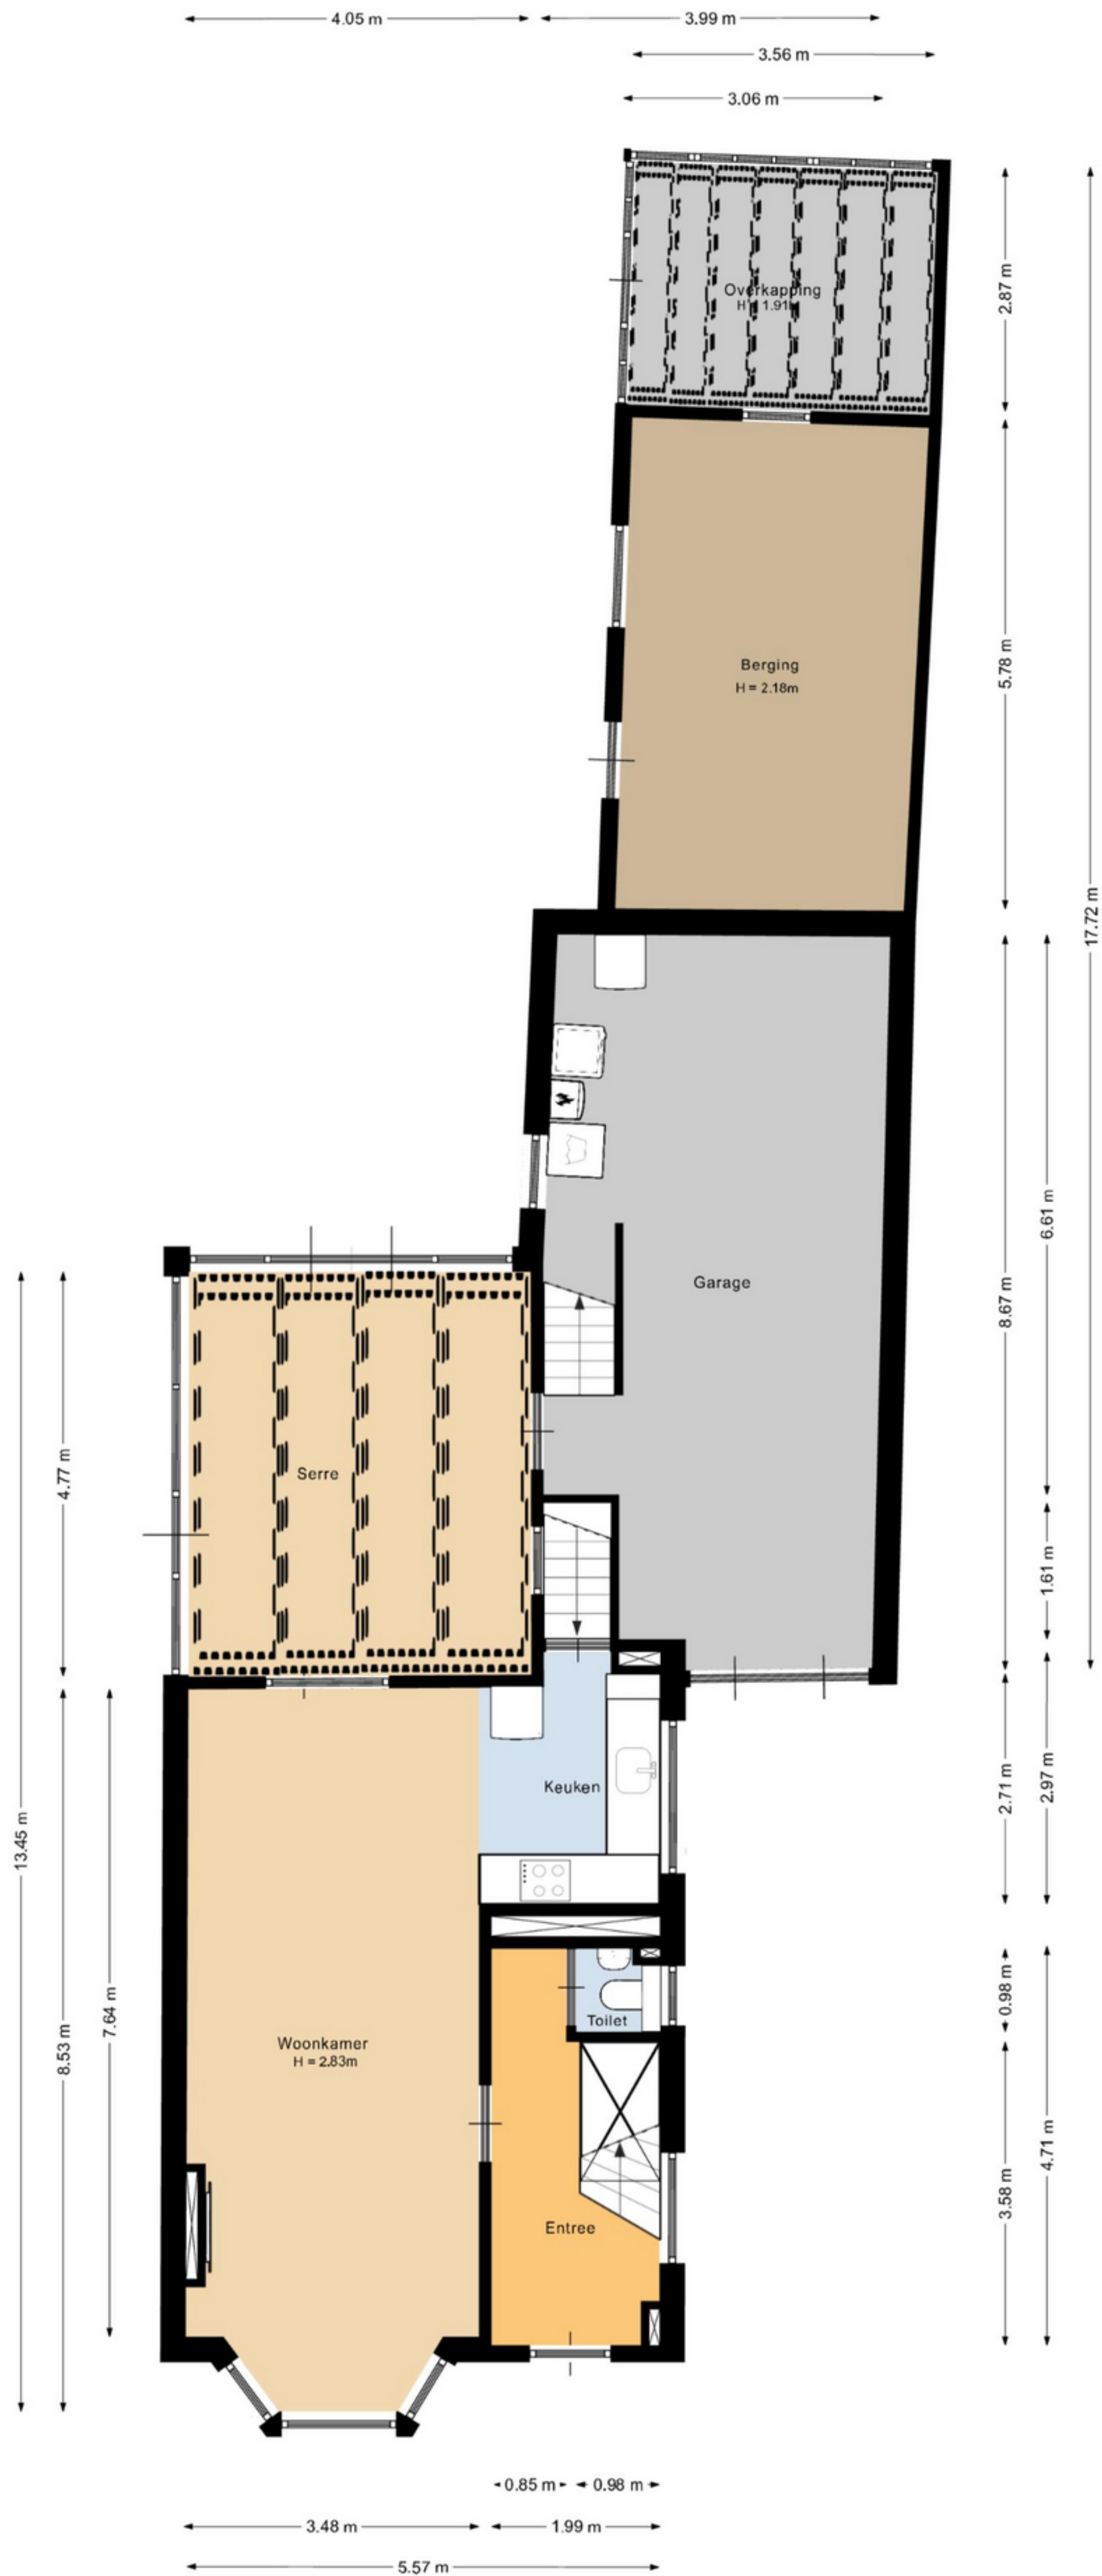 4.05 m
3.99 m
3.56 m
3.06 m
Overkapping
2.87 m
5.78 m
Berging
H = 2.18m
17.72 m
6.61 m
8.67 m
Garage
4.77 m
Serre
1.61 m
2.71 m
2.97 m
Keuken
13.45 m
8.53 m
7.64 m
0.98 m
Toilet
Woonkamer
H = 2.83m
4.71 m
3.58 m
Entree
0.85 m
0.98 m
3.48 m
1.99 m
5.57 m